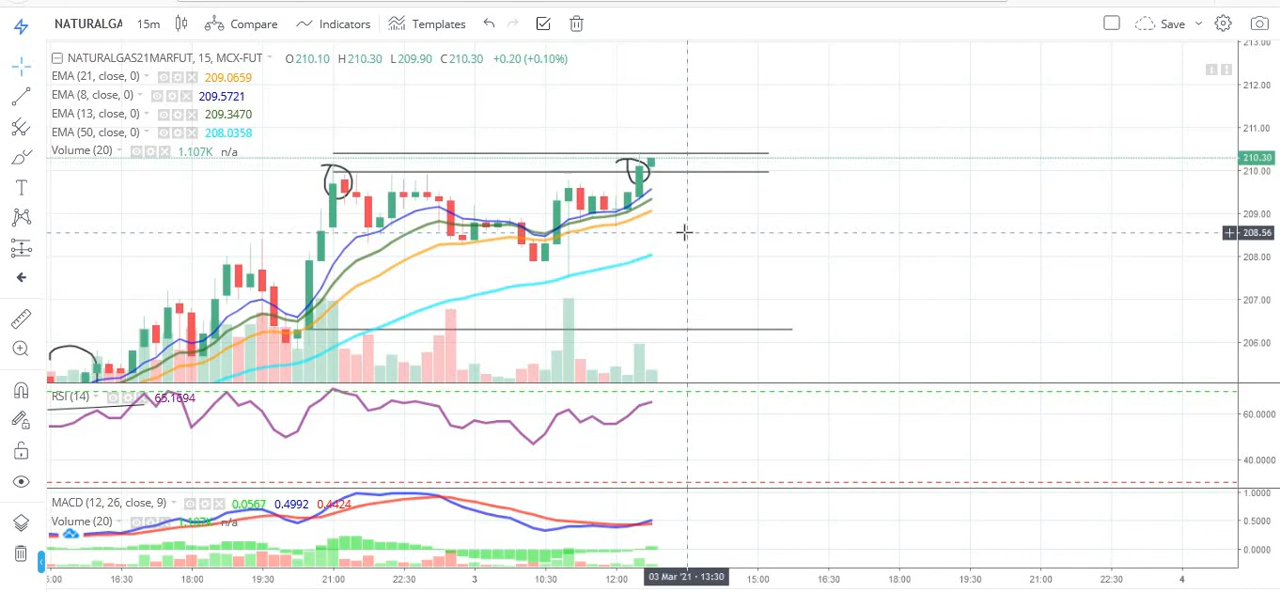 NATURALGA 15m Compare Indicators Templates Save
NATURALGAS21MARFUT, 15, MCX-FUT O210.10 H210.30 L209.90 C210.30 +0.20 (+0.10%)
EMA (21, close, 0) 209.0659
EMA (8, close, 0) 209.5721
EMA (13, close, 0) 209.3470
EMA (50, close, 0) 208.0358
Volume (20) 1.107K n/a
213.00
212.00
211.00
210.30
210.00
209.00
208.56
208.00
207.00
206.00
RSI (14) 65.1694
60.0000
40.0000
MACD (12, 26, close, 9) 0.0567 0.4992 0.4424
Volume (20) 1.107K n/a
1.0000
0.5000
0.0000
16:30 18:00 19:30 21:00 22:30 3 10:30 12:00 03 Mar '21 - 13:30 15:00 16:30 18:00 19:30 21:00 22:30 4